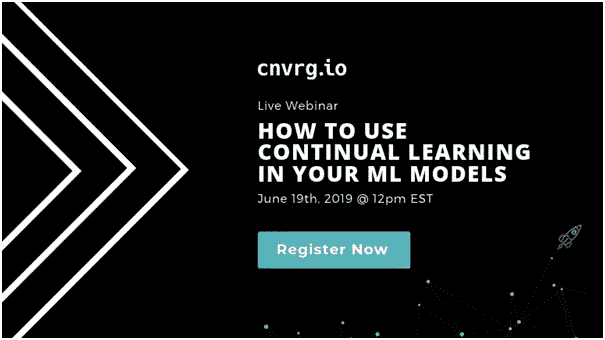 cnvrg.io
Live Webinar
HOW TO USE
CONTINUAL LEARNING
IN YOUR ML MODELS
June 19th, 2019 @ 12pm EST
Register Now